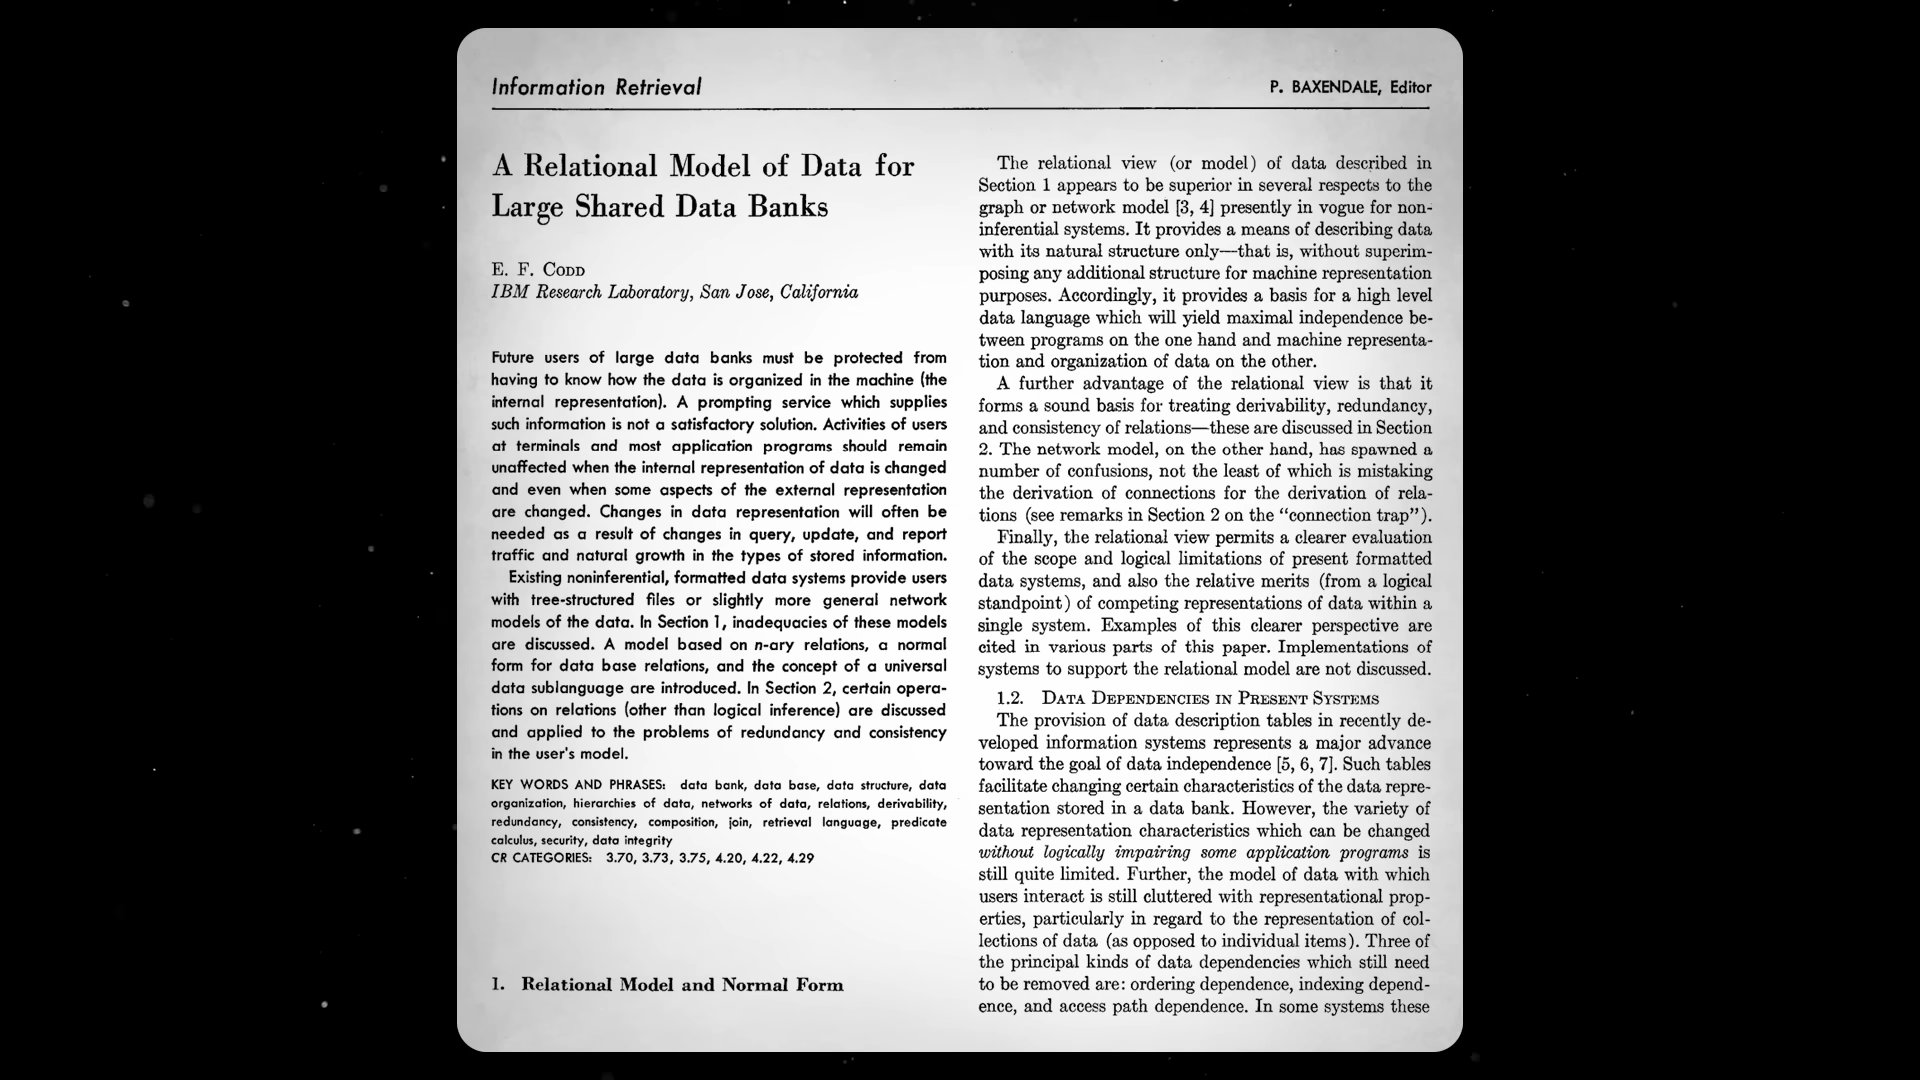 Information Retrieval
P. BAXENDALE, Editor
A Relational Model of Data for
Large Shared Data Banks
E. F. CODD
IBM Research Laboratory, San Jose, California
Future users of large data banks must be protected from
having to know how the data is organized in the machine (the
internal representation). A prompting service which supplies
such information is not a satisfactory solution. Activities of users
at terminals and most application programs should remain
unaffected when the internal representation of data is changed
and even when some aspects of the external representation
are changed. Changes in data representation will often be
needed as a result of changes in query, update, and report
traffic and natural growth in the types of stored information.
Existing noninferential, formatted data systems provide users
with tree-structured files or slightly more general network
models of the data. In Section 1, inadequacies of these models
are discussed. A model based on n-ary relations, a normal
form for data base relations, and the concept of a universal
data sublanguage are introduced. In Section 2, certain opera-
tions on relations (other than logical inference) are discussed
and applied to the problems of redundancy and consistency
in the user's model.
KEY WORDS AND PHRASES: data bank, data base, data structure, data
organization, hierarchies of data, networks of data, relations, derivability,
redundancy, consistency, composition, join, retrieval language, predicate
calculus, security, data integrity
CR CATEGORIES: 3.70, 3.73, 3.75, 4.20, 4.22, 4.29
1. Relational Model and Normal Form
The relational view (or model) of data described in
Section 1 appears to be superior in several respects to the
graph or network model [3, 4] presently in vogue for non-
inferential systems. It provides a means of describing data
with its natural structure only—that is, without superim-
posing any additional structure for machine representation
purposes. Accordingly, it provides a basis for a high level
data language which will yield maximal independence be-
tween programs on the one hand and machine representa-
tion and organization of data on the other.
A further advantage of the relational view is that it
forms a sound basis for treating derivability, redundancy,
and consistency of relations—these are discussed in Section
2. The network model, on the other hand, has spawned a
number of confusions, not the least of which is mistaking
the derivation of connections for the derivation of rela-
tions (see remarks in Section 2 on the “connection trap”).
Finally, the relational view permits a clearer evaluation
of the scope and logical limitations of present formatted
data systems, and also the relative merits (from a logical
standpoint) of competing representations of data within a
single system. Examples of this clearer perspective are
cited in various parts of this paper. Implementations of
systems to support the relational model are not discussed.
1.2. DATA DEPENDENCIES IN PRESENT SYSTEMS
The provision of data description tables in recently de-
veloped information systems represents a major advance
toward the goal of data independence [5, 6, 7]. Such tables
facilitate changing certain characteristics of the data repre-
sentation stored in a data bank. However, the variety of
data representation characteristics which can be changed
without logically impairing some application programs is
still quite limited. Further, the model of data with which
users interact is still cluttered with representational prop-
erties, particularly in regard to the representation of col-
lections of data (as opposed to individual items). Three of
the principal kinds of data dependencies which still need
to be removed are: ordering dependence, indexing depend-
ence, and access path dependence. In some systems these